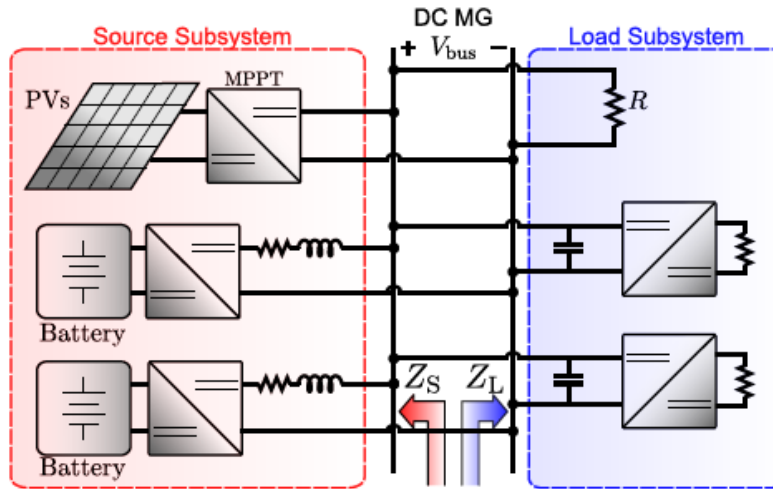 DC MG
Source Subsystem
+ Vbus −
Load Subsystem
PVs
MPPT
R
Battery
ZS
ZL
Battery